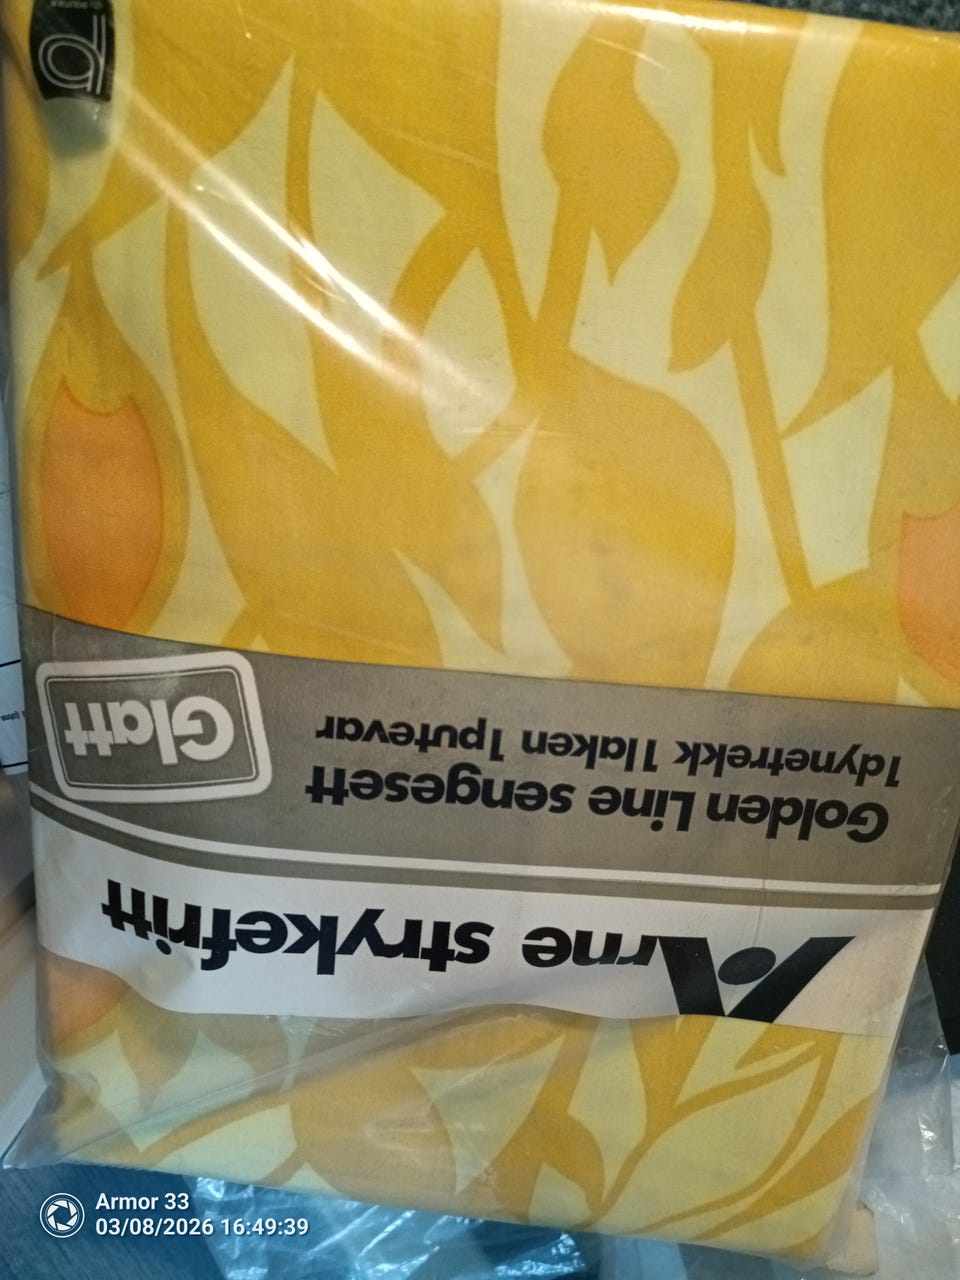 Arne strykefritt
Golden Line sengesett
1dynetrekk 1laken 1putevar
Glatt
Armor 33
03/08/2026 16:49:39